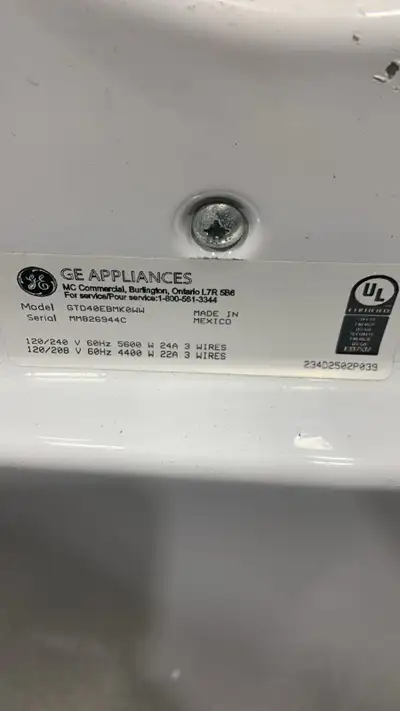 GE APPLIANCES
MC Commercial, Burlington, Ontario L7R 5B6
For service/Pour service:1-800-561-3344
Model GTD40EBMK0WW
Serial MM826944C
MADE IN
MEXICO
120/240 V 60Hz 5600 W 24A 3 WIRES
120/208 V 60Hz 4400 W 22A 3 WIRES
UL
CERTIFIED
234D2502P039